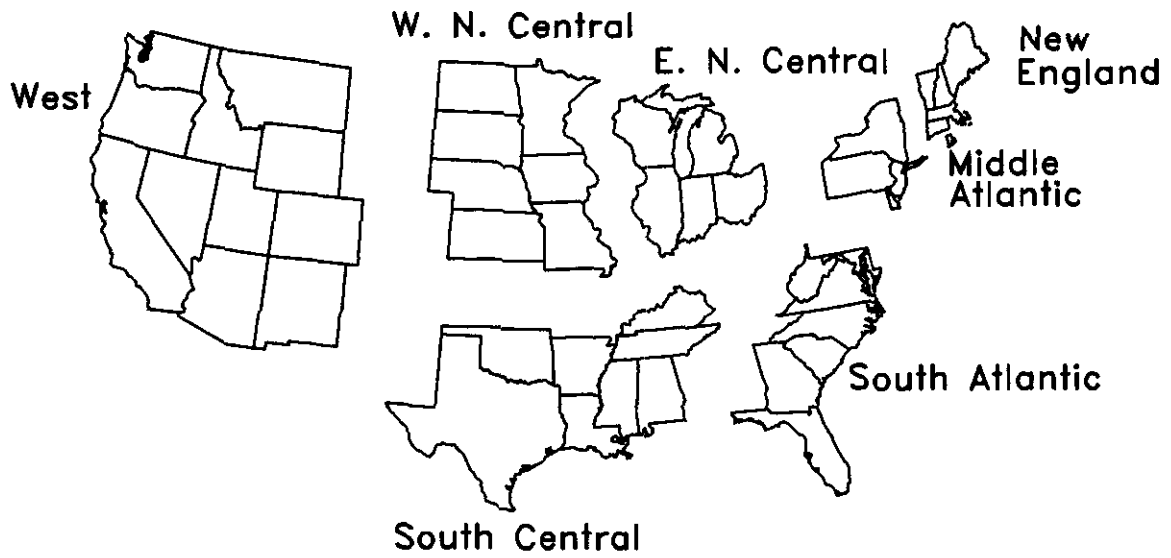 W. N. Central
E. N. Central
New
England
West
Middle
Atlantic
South Atlantic
South Central